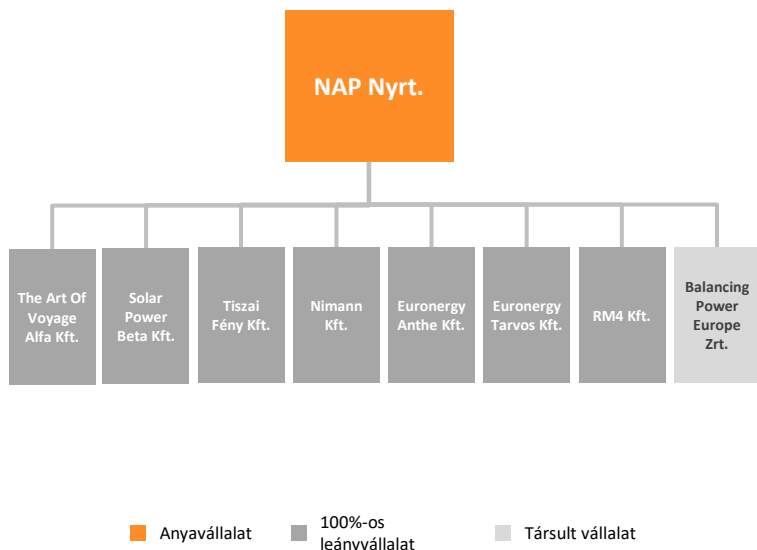 NAP Nyrt.
The Art Of
Voyage
Alfa Kft.
Solar
Power
Beta Kft.
Tiszai
Fény Kft.
Nimann
Kft.
Euronergy
Anthe Kft.
Euronergy
Tarvos Kft.
RM4 Kft.
Balancing
Power
Europe
Zrt.
Anyavállalat
100%-os
leányvállalat
Társult vállalat